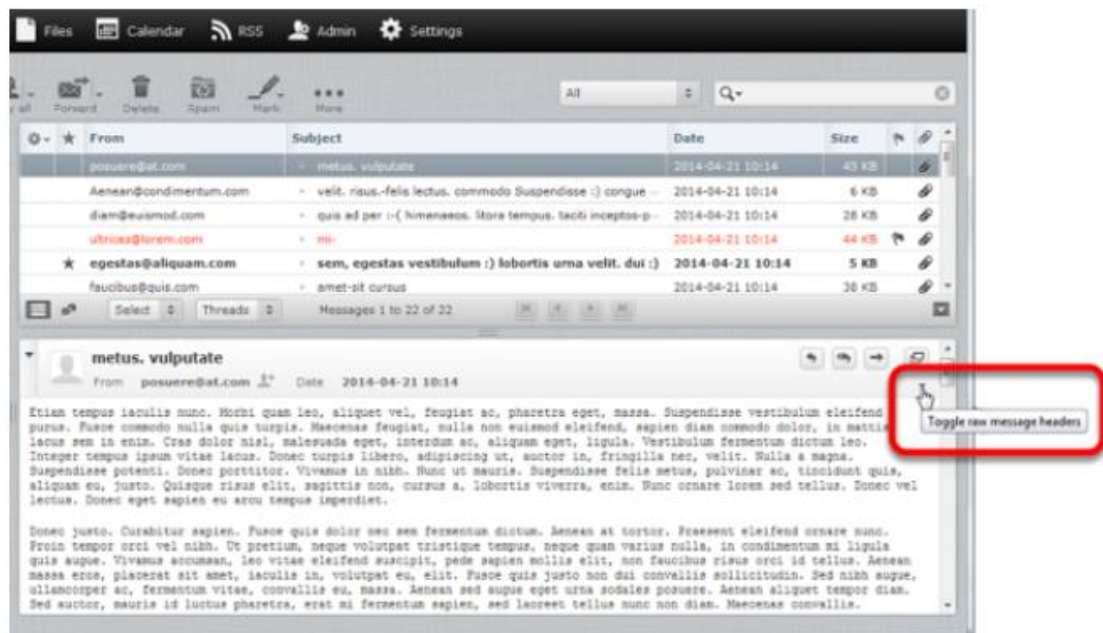 Files Calendar RSS Admin Settings
y all Forward Delete Spam Mark More All
From Subject Date Size
posuere@at.com metus. vulputate 2014-04-21 10:14 43 KB
Aenean@condimentum.com velit. risus.-felis lectus. commodo Suspendisse :) congue 2014-04-21 10:14 6 KB
diam@euismod.com quis ad per :-( himenaeos. litora tempus. taciti inceptos-p 2014-04-21 10:14 28 KB
ultrices@lorem.com mi- 2014-04-21 10:14 44 KB
egestas@aliquam.com sem, egestas vestibulum :) lobortis urna velit. dui :) 2014-04-21 10:14 5 KB
faucibus@quis.com amet-sit cursus 2014-04-21 10:14 38 KB
Select Threads Messages 1 to 22 of 22
metus. vulputate
From posuere@at.com Date 2014-04-21 10:14
Toggle raw message headers
Etiam tempus iaculis nunc. Morbi quam leo, aliquet vel, feugiat ac, pharetra eget, massa. Suspendisse vestibulum eleifend
purus. Fusce commodo nulla quis turpis. Maecenas feugiat, nulla non euismod eleifend, sapien diam commodo dolor, in mattis
lacus sem in enim. Cras dolor nisl, malesuada eget, interdum ac, aliquam eget, ligula. Vestibulum fermentum dictum leo.
Integer tempus ipsum vitae lacus. Donec turpis libero, adipiscing ut, auctor in, fringilla nec, velit. Nulla a magna.
Suspendisse potenti. Donec porttitor. Vivamus in nibh. Nunc ut mauris. Suspendisse felis metus, pulvinar ac, tincidunt quis,
aliquam eu, justo. Quisque risus elit, sagittis non, cursus a, lobortis viverra, enim. Nunc ornare lorem sed tellus. Donec vel
lectus. Donec eget sapien eu arcu tempus imperdiet.
Donec justo. Curabitur sapien. Fusce quis dolor nec sem fermentum dictum. Aenean at tortor. Praesent eleifend ornare nunc.
Proin tempor orci vel nibh. Ut pretium, neque volutpat tristique tempus, neque quam varius nulla, in condimentum mi ligula
quis augue. Vivamus accumsan, leo vitae eleifend suscipit, pede sapien mollis elit, non faucibus risus orci id tellus. Aenean
massa eros, placerat sit amet, iaculis in, volutpat eu, elit. Fusce quis justo non dui convallis sollicitudin. Sed nibh augue,
ullamcorper ac, fermentum vitae, convallis eu, massa. Aenean sed augue eget urna sodales posuere. Aenean aliquet tempor diam.
Sed auctor, mauris id luctus pharetra, erat mi fermentum sapien, sed laoreet tellus nunc non diam. Maecenas convallis.